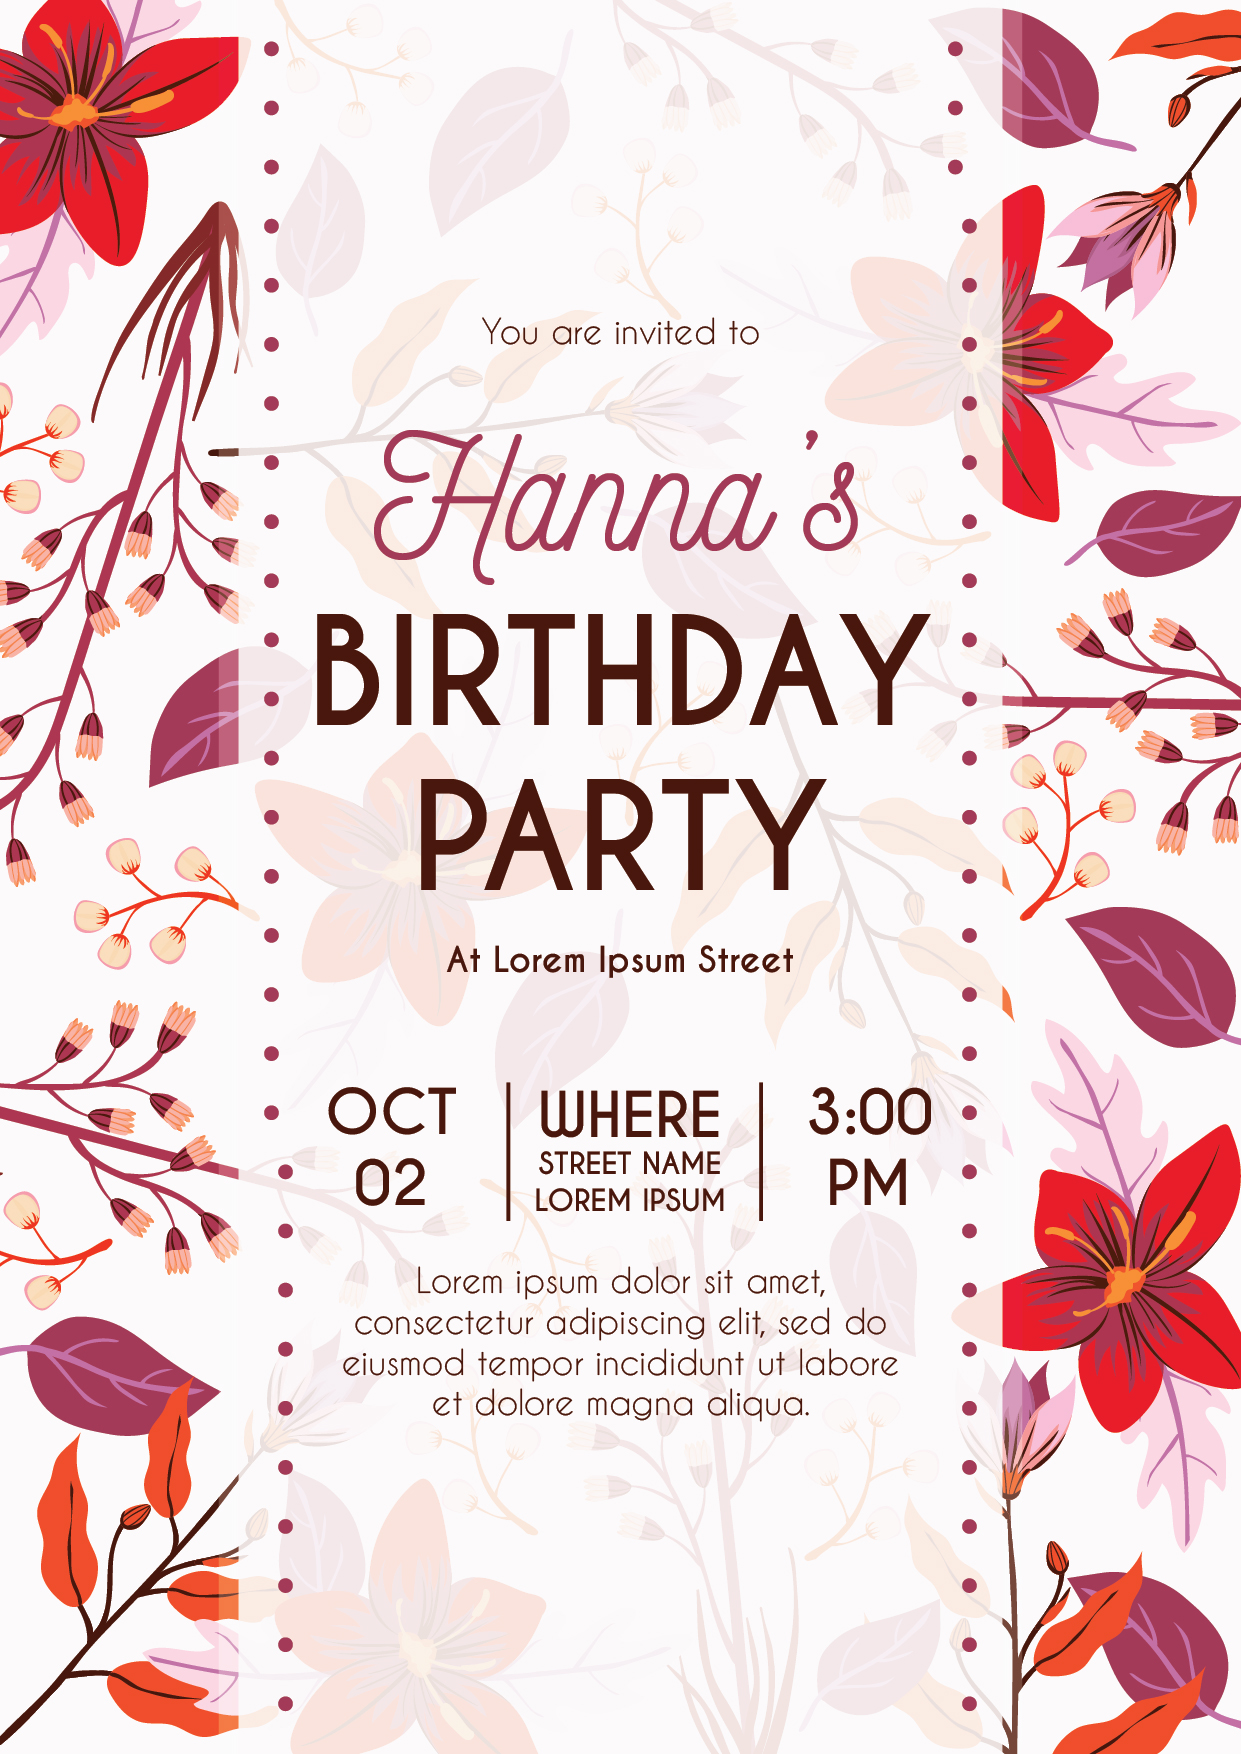 You are invited to
Hanna's
BIRTHDAY
PARTY
At Lorem Ipsum Street
OCT
02
WHERE
STREET NAME
LOREM IPSUM
3:00
PM
Lorem ipsum dolor sit amet,
consectetur adipiscing elit, sed do
eiusmod tempor incididunt ut labore
et dolore magna aliqua.